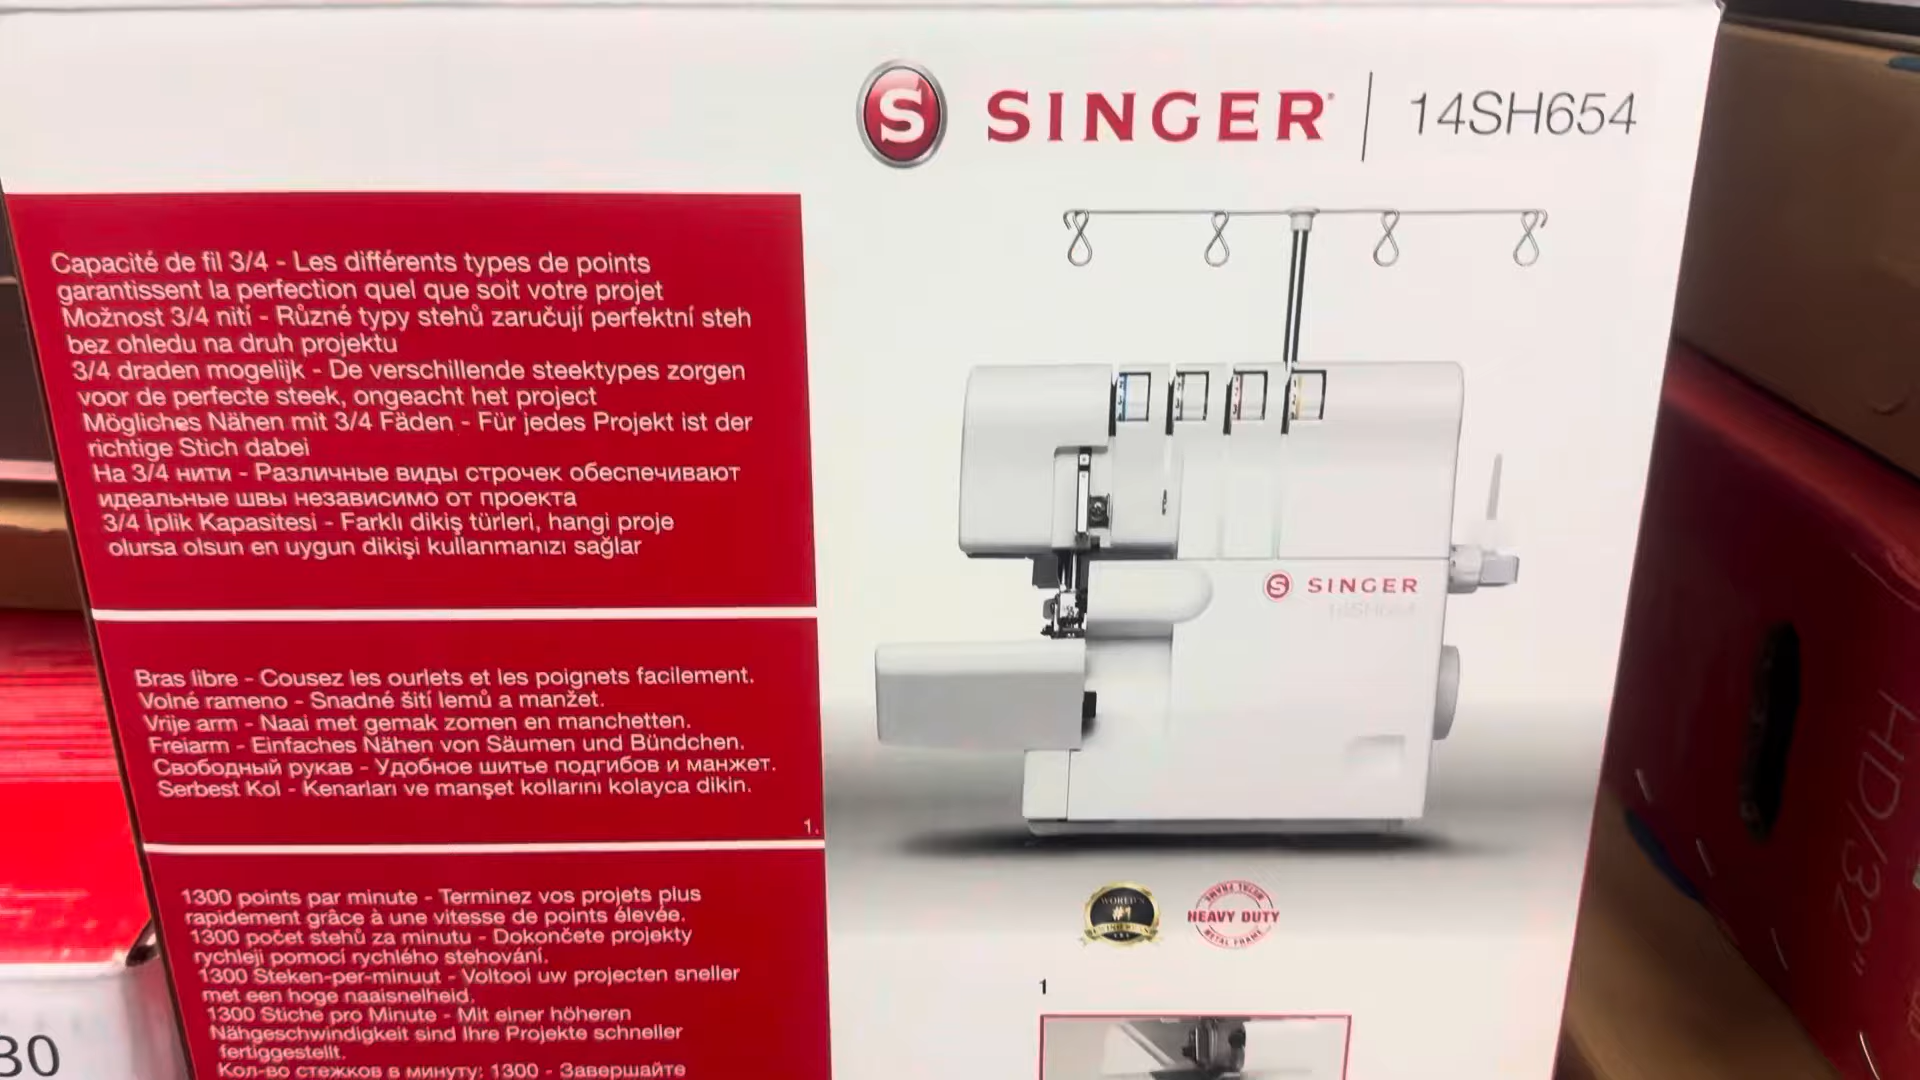 S SINGER | 14SH654
Capacité de fil 3/4 - Les différents types de points
garantissent la perfection quel que soit votre projet
Možnost 3/4 nití - Různé typy stehů zaručují perfektní steh
bez ohledu na druh projektu
3/4 draden mogelijk - De verschillende steektypes zorgen
voor de perfecte steek, ongeacht het project
Mögliches Nähen mit 3/4 Fäden - Für jedes Projekt ist der
richtige Stich dabei
На 3/4 нити - Различные виды строчек обеспечивают
идеальные швы независимо от проекта
3/4 İplik Kapasitesi - Farklı dikiş türleri, hangi proje
olursa olsun en uygun dikişi kullanmanızı sağlar
S SINGER
Bras libre - Cousez les ourlets et les poignets facilement.
Volné rameno - Snadné šití lemů a manžet.
Vrije arm - Naai met gemak zomen en manchetten.
Freiarm - Einfaches Nähen von Säumen und Bündchen.
Свободный рукав - Удобное шитье подгибов и манжет.
Serbest Kol - Kenarları ve manşet kollarını kolayca dikin.
1.
1300 points par minute - Terminez vos projets plus
rapidement grâce à une vitesse de points élevée.
1300 počet stehů za minutu - Dokončete projekty
rychleji pomocí rychlého stehování.
1300 Steken-per-minuut - Voltooi uw projecten sneller
met een hoge naaisnelheid.
1300 Stiche pro Minute - Mit einer höheren
Nähgeschwindigkeit sind Ihre Projekte schneller
fertiggestellt.
Кол-во стежков в минуту: 1300 - Завершайте
WORLD'S
#1
METAL FRAME
HEAVY DUTY
METAL FRAME
1
30
HD/32"